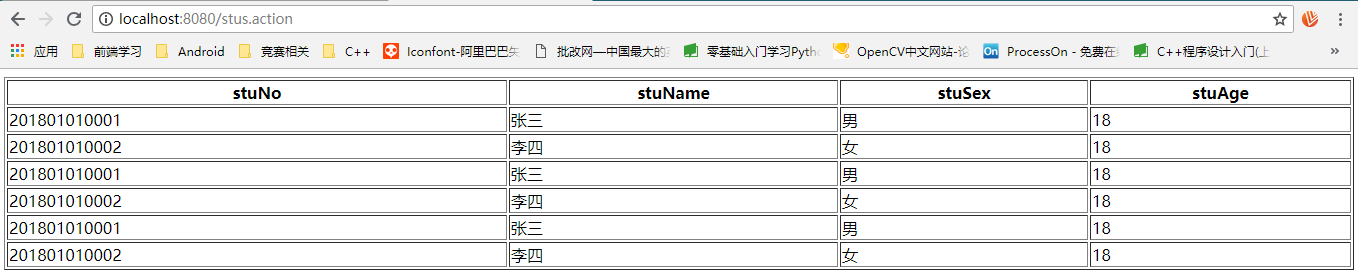 localhost:8080/stus.action
应用 前端学习 Android 竞赛相关 C++ Iconfont-阿里巴巴矢 批改网—中国最大的 零基础入门学习Pyth OpenCV中文网站-论 On ProcessOn - 免费在 C++程序设计入门(上 »
stuNo stuName stuSex stuAge
201801010001 张三 男 18
201801010002 李四 女 18
201801010001 张三 男 18
201801010002 李四 女 18
201801010001 张三 男 18
201801010002 李四 女 18